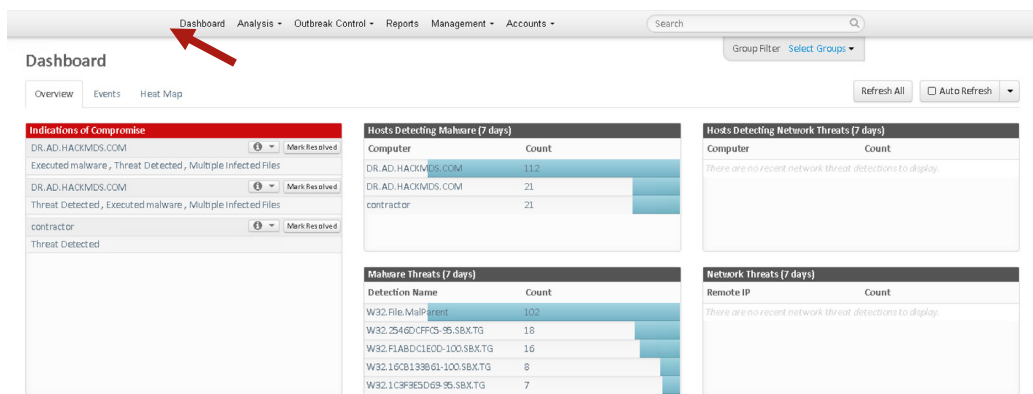 Dashboard Analysis Outbreak Control Reports Management Accounts Search
Group Filter Select Groups
Dashboard
Overview Events Heat Map Refresh All Auto Refresh
Indications of Compromise
DR.AD.HACKMDS.COM Mark Resolved
Executed malware , Threat Detected , Multiple Infected Files
DR.AD.HACKMDS.COM Mark Resolved
Threat Detected , Executed malware , Multiple Infected Files
contractor Mark Resolved
Threat Detected
Hosts Detecting Malware (7 days)
Computer Count
DR.AD.HACKMDS.COM 112
DR.AD.HACKMDS.COM 21
contractor 21
Hosts Detecting Network Threats (7 days)
Computer Count
There are no recent network threat detections to display.
Malware Threats (7 days)
Detection Name Count
W32.File.MalParent 102
W32.2546DCFFC5-95.SBX.TG 18
W32.F1ABDC1E0D-100.SBX.TG 16
W32.16CB133B61-100.SBX.TG 8
W32.1C3F3E5D69-95.SBX.TG 7
Network Threats (7 days)
Remote IP Count
There are no recent network threat detections to display.